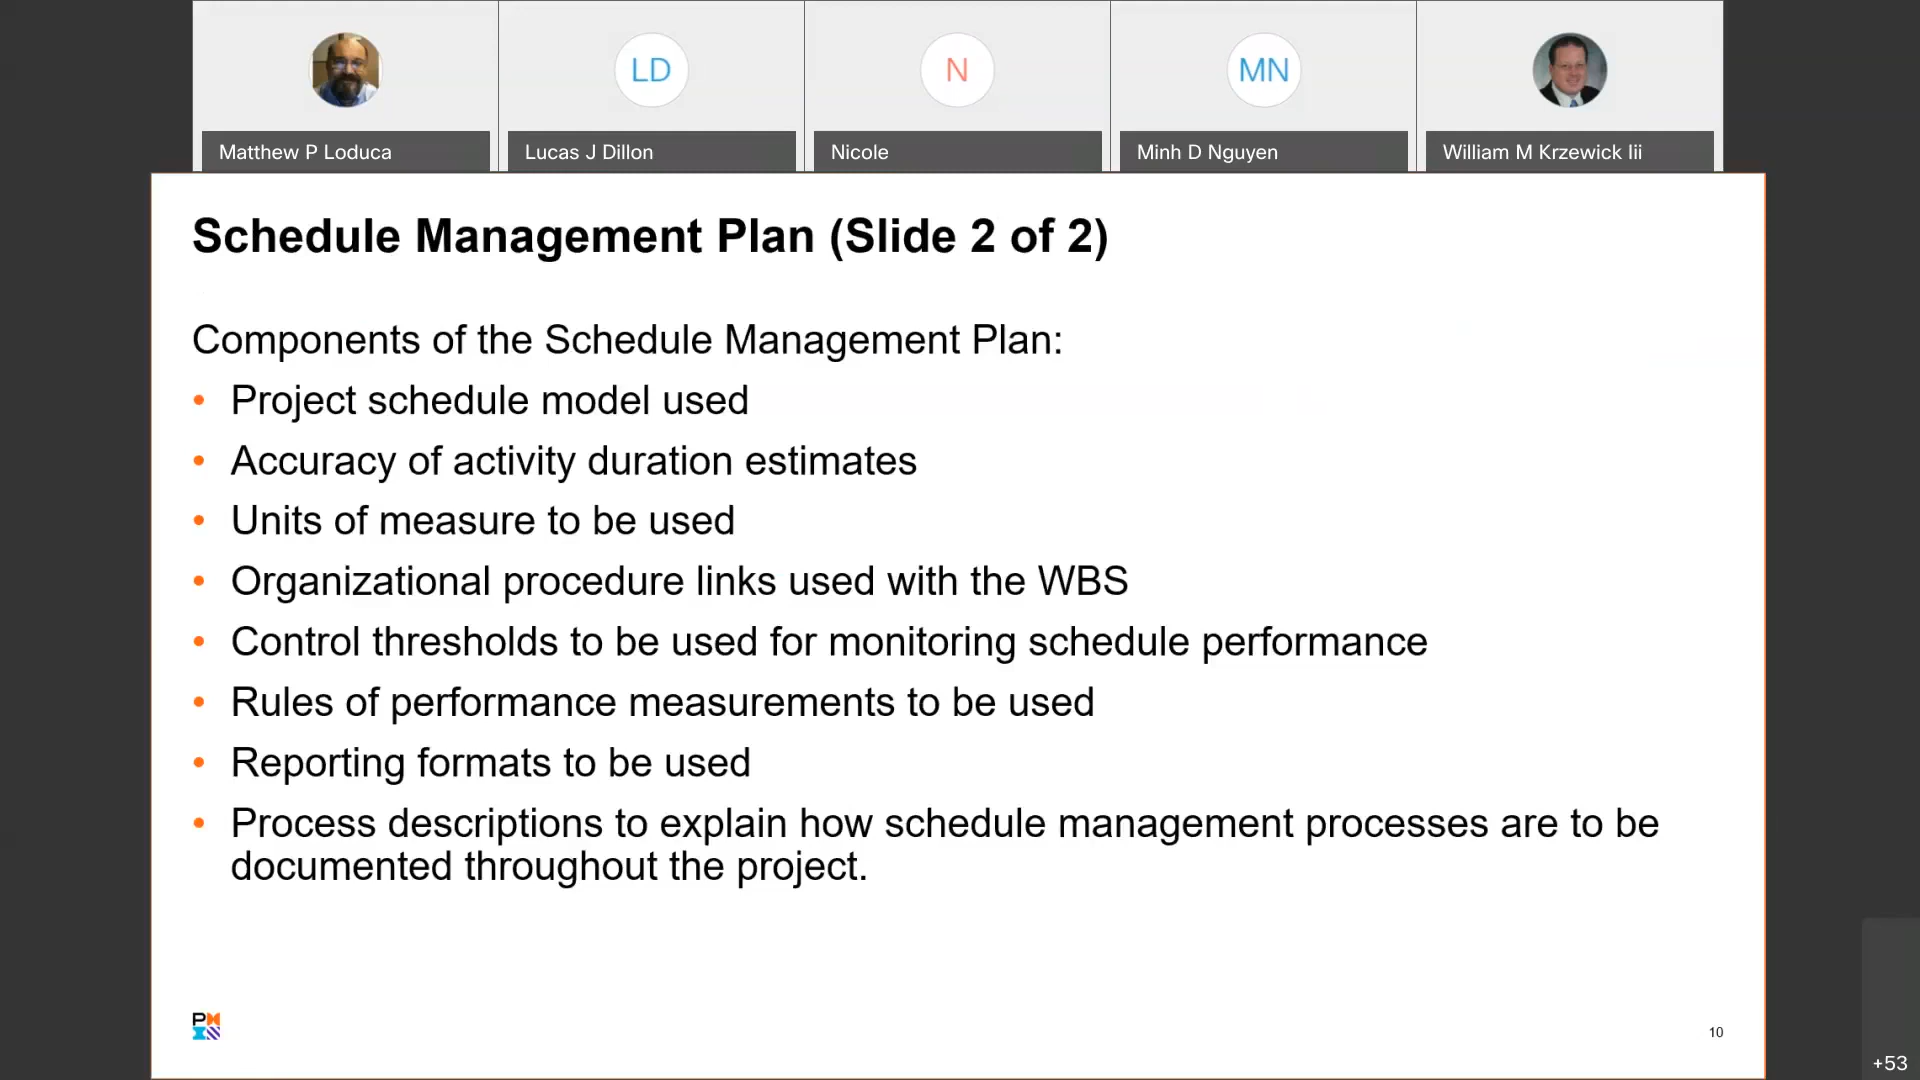 LD
N
MN
Matthew P Loduca
Lucas J Dillon
Nicole
Minh D Nguyen
William M Krzewick Iii
Schedule Management Plan (Slide 2 of 2)
Components of the Schedule Management Plan:
• Project schedule model used
• Accuracy of activity duration estimates
• Units of measure to be used
• Organizational procedure links used with the WBS
• Control thresholds to be used for monitoring schedule performance
• Rules of performance measurements to be used
• Reporting formats to be used
• Process descriptions to explain how schedule management processes are to be
documented throughout the project.
10
+53